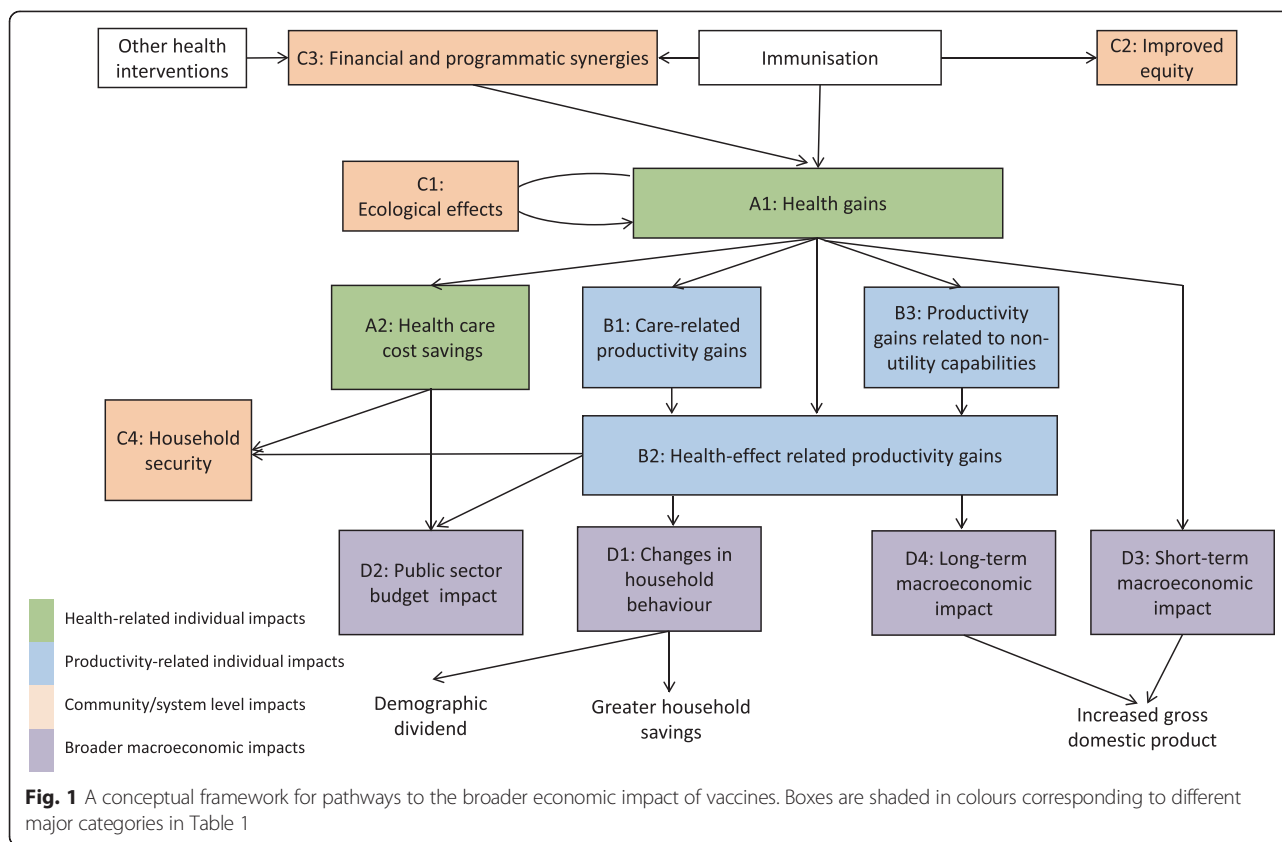 Other health
interventions
C3: Financial and programmatic synergies
Immunisation
C2: Improved
equity
C1:
Ecological effects
A1: Health gains
A2: Health care
cost savings
B1: Care-related
productivity gains
B3: Productivity
gains related to non-
utility capabilities
C4: Household
security
B2: Health-effect related productivity gains
D2: Public sector
budget impact
D1: Changes in
household
behaviour
D4: Long-term
macroeconomic
impact
D3: Short-term
macroeconomic
impact
Health-related individual impacts
Productivity-related individual impacts
Community/system level impacts
Broader macroeconomic impacts
Demographic
dividend
Greater household
savings
Increased gross
domestic product
Fig. 1 A conceptual framework for pathways to the broader economic impact of vaccines. Boxes are shaded in colours corresponding to different
major categories in Table 1